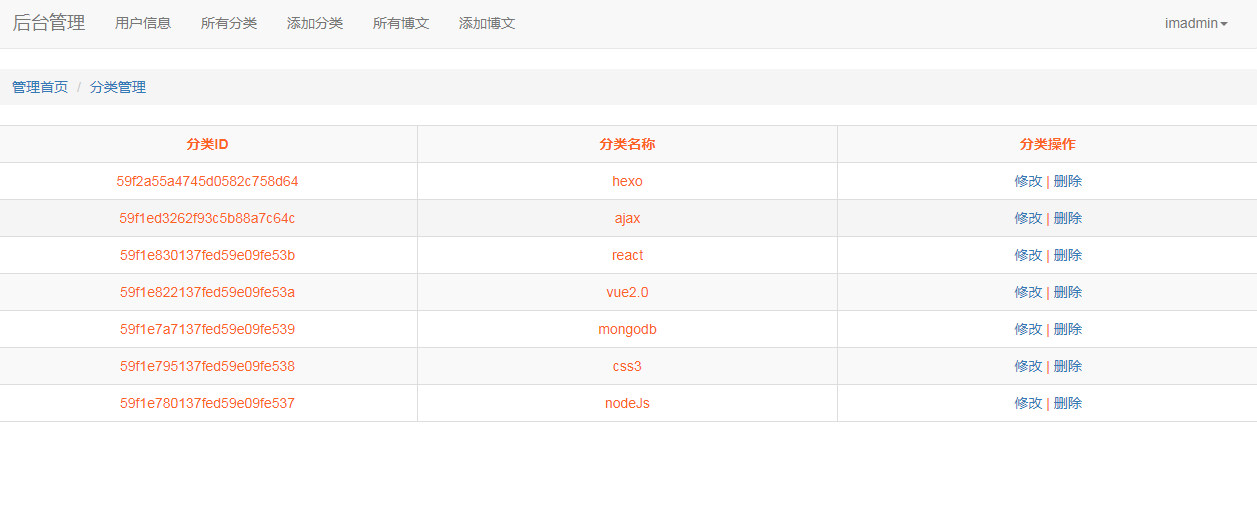 后台管理 用户信息 所有分类 添加分类 所有博文 添加博文 imadmin
管理首页 / 分类管理
分类ID 分类名称 分类操作
59f2a55a4745d0582c758d64 hexo 修改 | 删除
59f1ed3262f93c5b88a7c64c ajax 修改 | 删除
59f1e830137fed59e09fe53b react 修改 | 删除
59f1e822137fed59e09fe53a vue2.0 修改 | 删除
59f1e7a7137fed59e09fe539 mongodb 修改 | 删除
59f1e795137fed59e09fe538 css3 修改 | 删除
59f1e780137fed59e09fe537 nodeJs 修改 | 删除